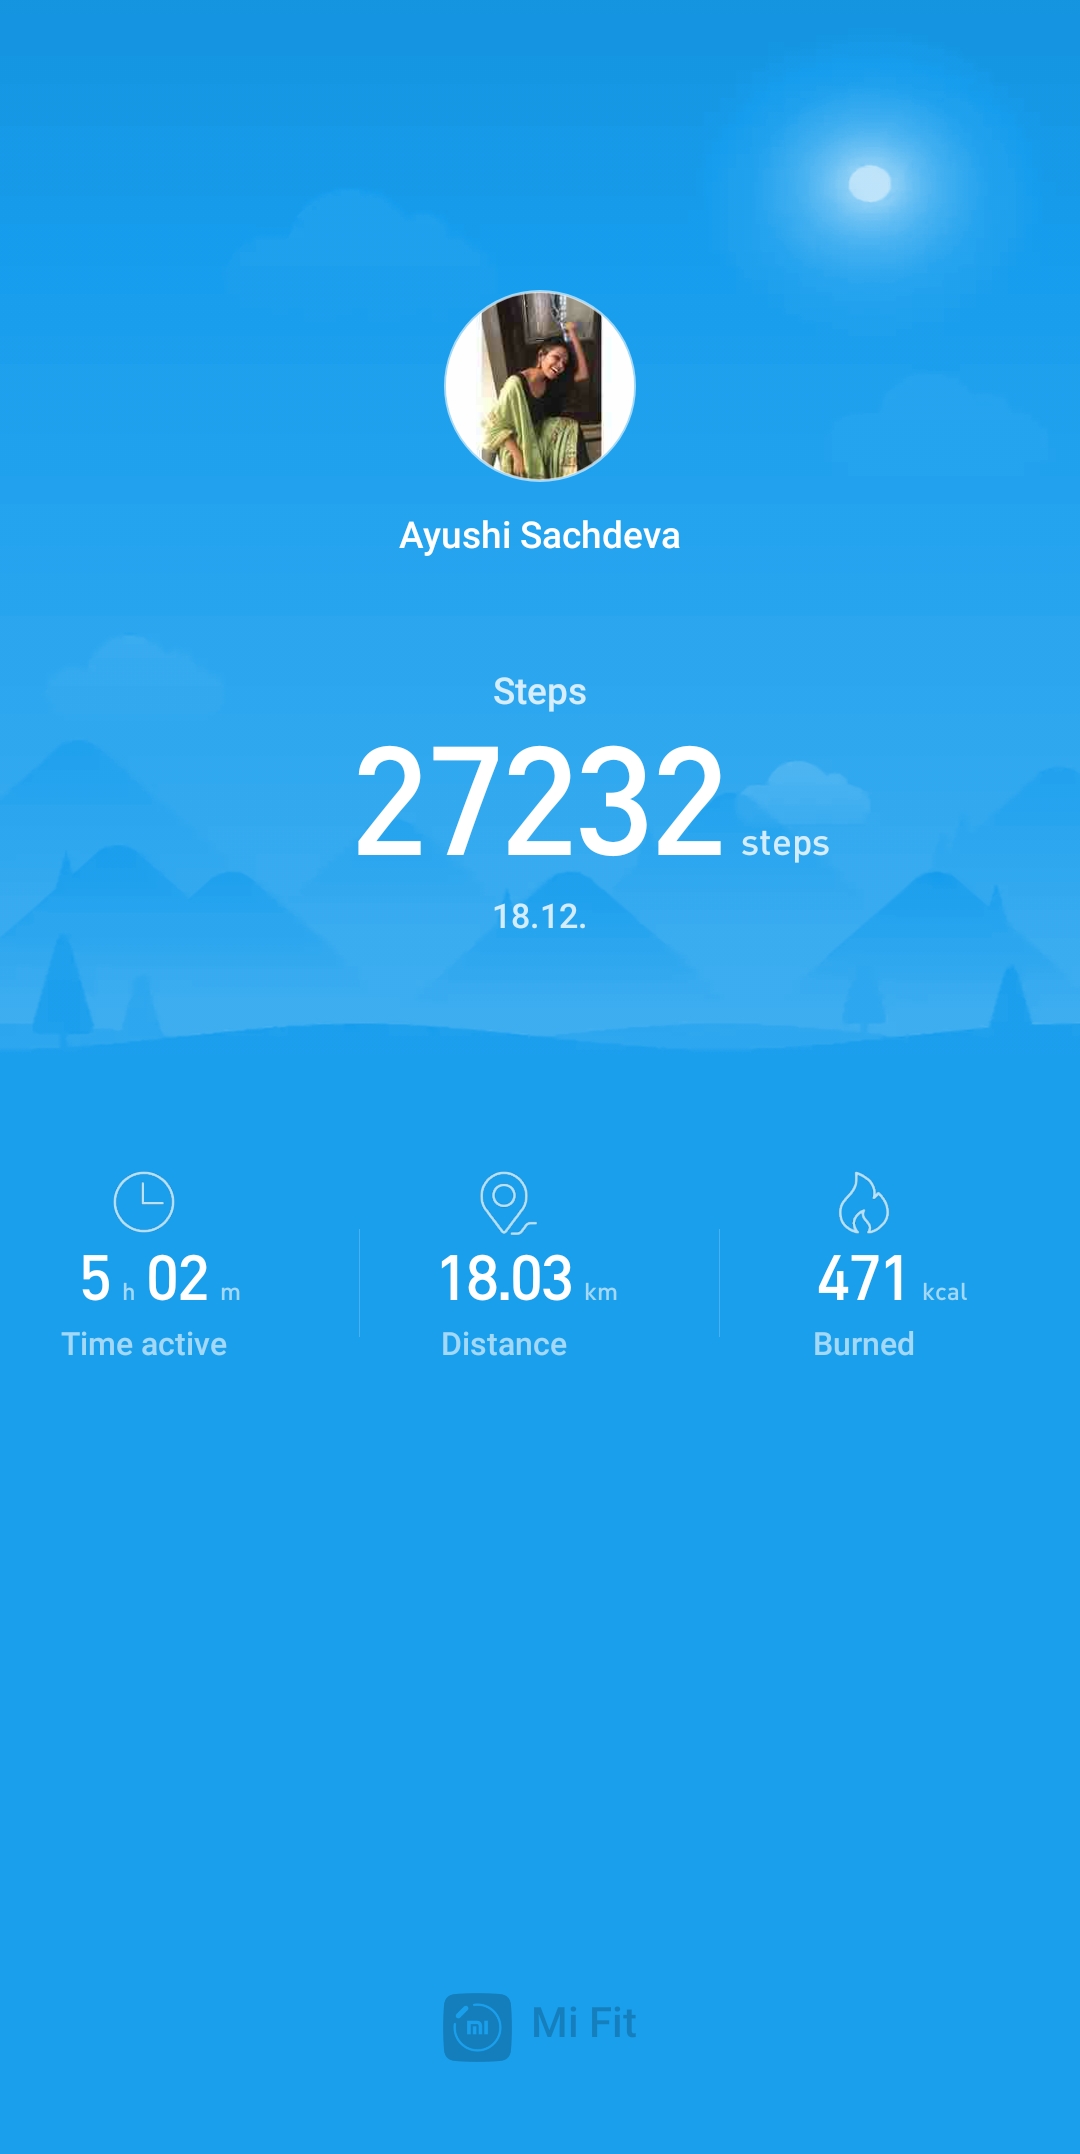 Ayushi Sachdeva
Steps
27232 steps
18.12.
5 h 02 m
Time active
18.03 km
Distance
471 kcal
Burned
mi Mi Fit